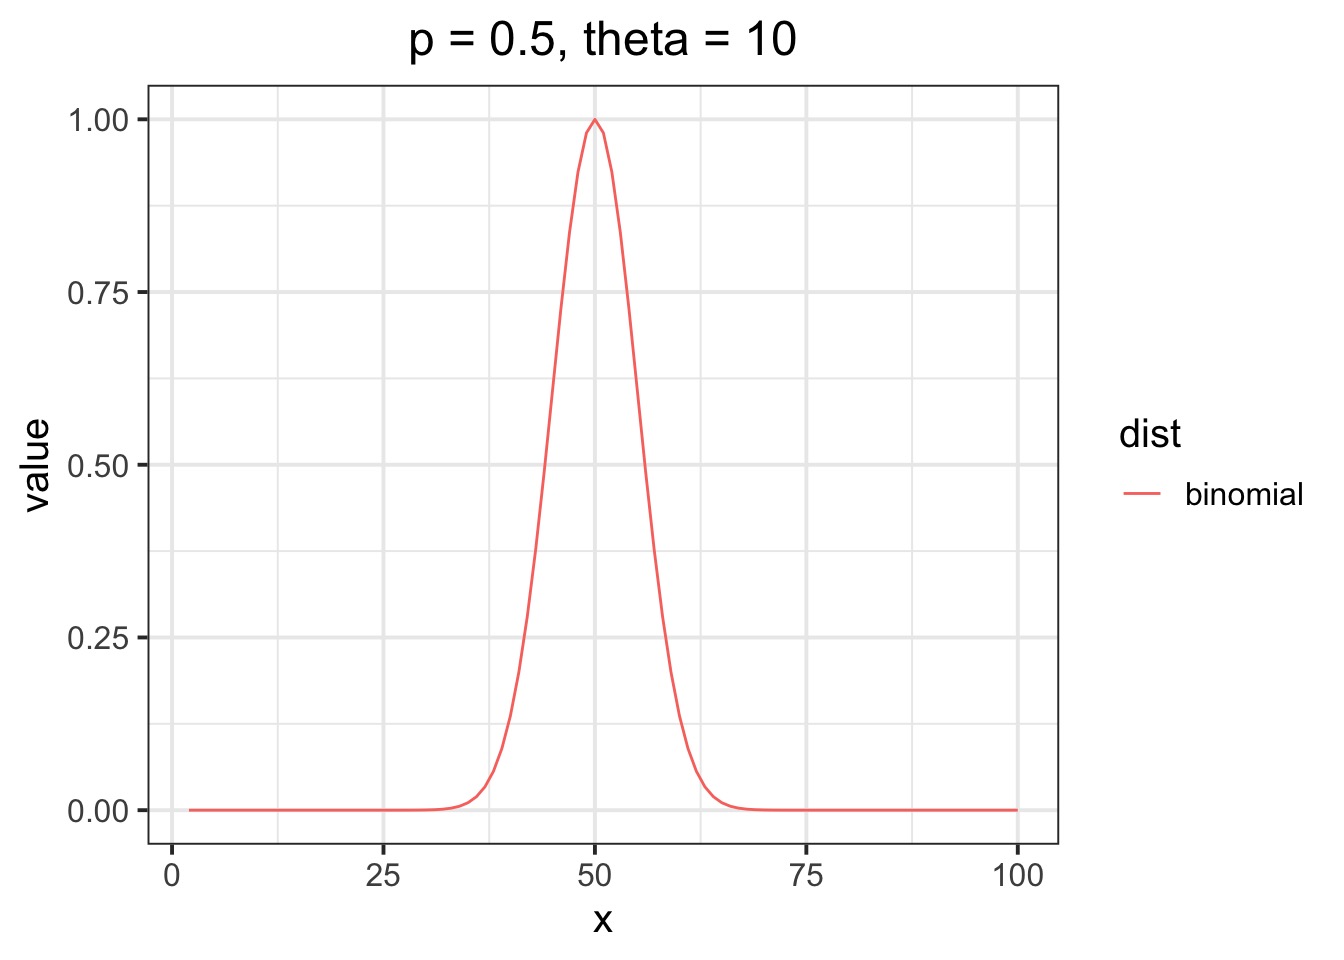 p = 0.5, theta = 10
1.00
0.75
0.50
0.25
0.00
value
0 25 50 75 100
x
dist
binomial